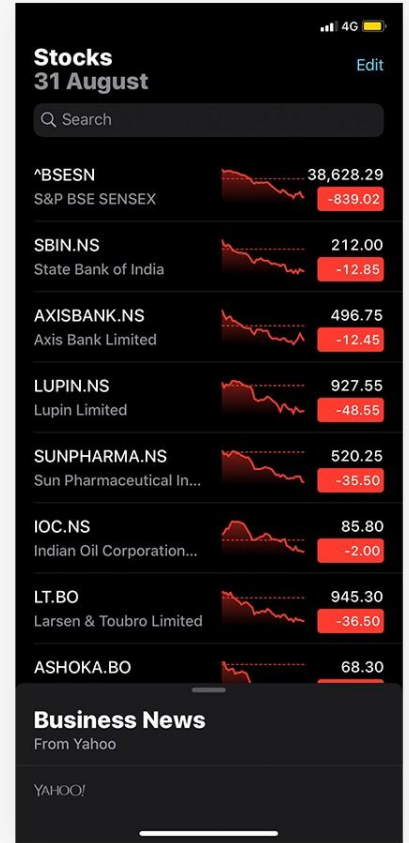 4G
Stocks
31 August
Edit
Search
^BSESN
38,628.29
S&P BSE SENSEX
-839.02
SBIN.NS
212.00
State Bank of India
-12.85
AXISBANK.NS
496.75
Axis Bank Limited
-12.45
LUPIN.NS
927.55
Lupin Limited
-48.55
SUNPHARMA.NS
520.25
Sun Pharmaceutical In...
-35.50
IOC.NS
85.80
Indian Oil Corporation...
-2.00
LT.BO
945.30
Larsen & Toubro Limited
-36.50
ASHOKA.BO
68.30
Business News
From Yahoo
YAHOO!